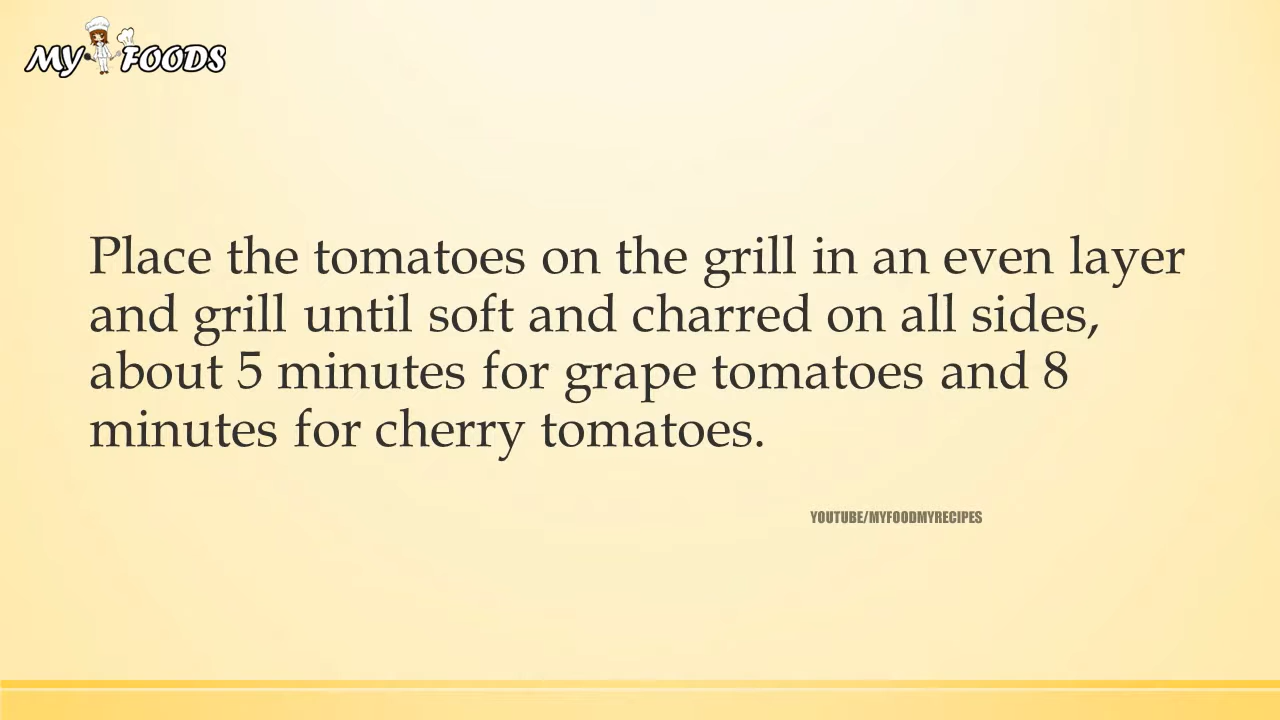 MY FOODS
Place the tomatoes on the grill in an even layer
and grill until soft and charred on all sides,
about 5 minutes for grape tomatoes and 8
minutes for cherry tomatoes.
YOUTUBE/MYFOODMYRECIPES